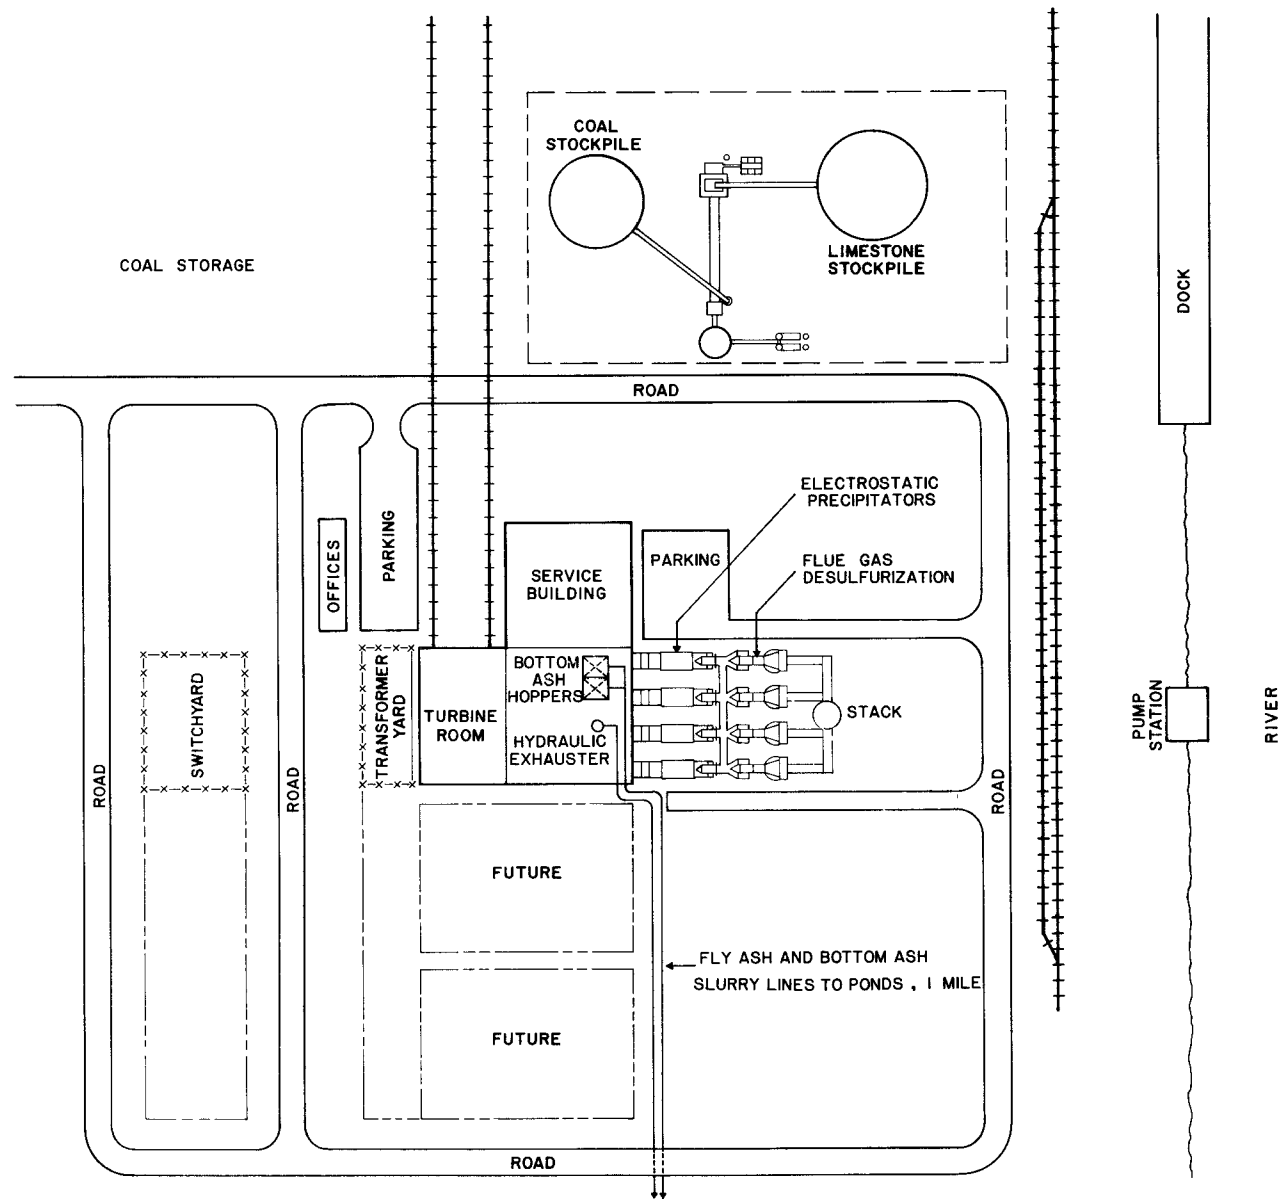 COAL
STOCKPILE
LIMESTONE
STOCKPILE
COAL STORAGE
DOCK
ROAD
ELECTROSTATIC
PRECIPITATORS
OFFICES
PARKING
SERVICE
BUILDING
PARKING
FLUE GAS
DESULFURIZATION
SWITCHYARD
TRANSFORMER
YARD
TURBINE
ROOM
BOTTOM
ASH
HOPPERS
HYDRAULIC
EXHAUSTER
STACK
PUMP
STATION
RIVER
ROAD
ROAD
ROAD
FUTURE
FLY ASH AND BOTTOM ASH
SLURRY LINES TO PONDS , 1 MILE
FUTURE
ROAD